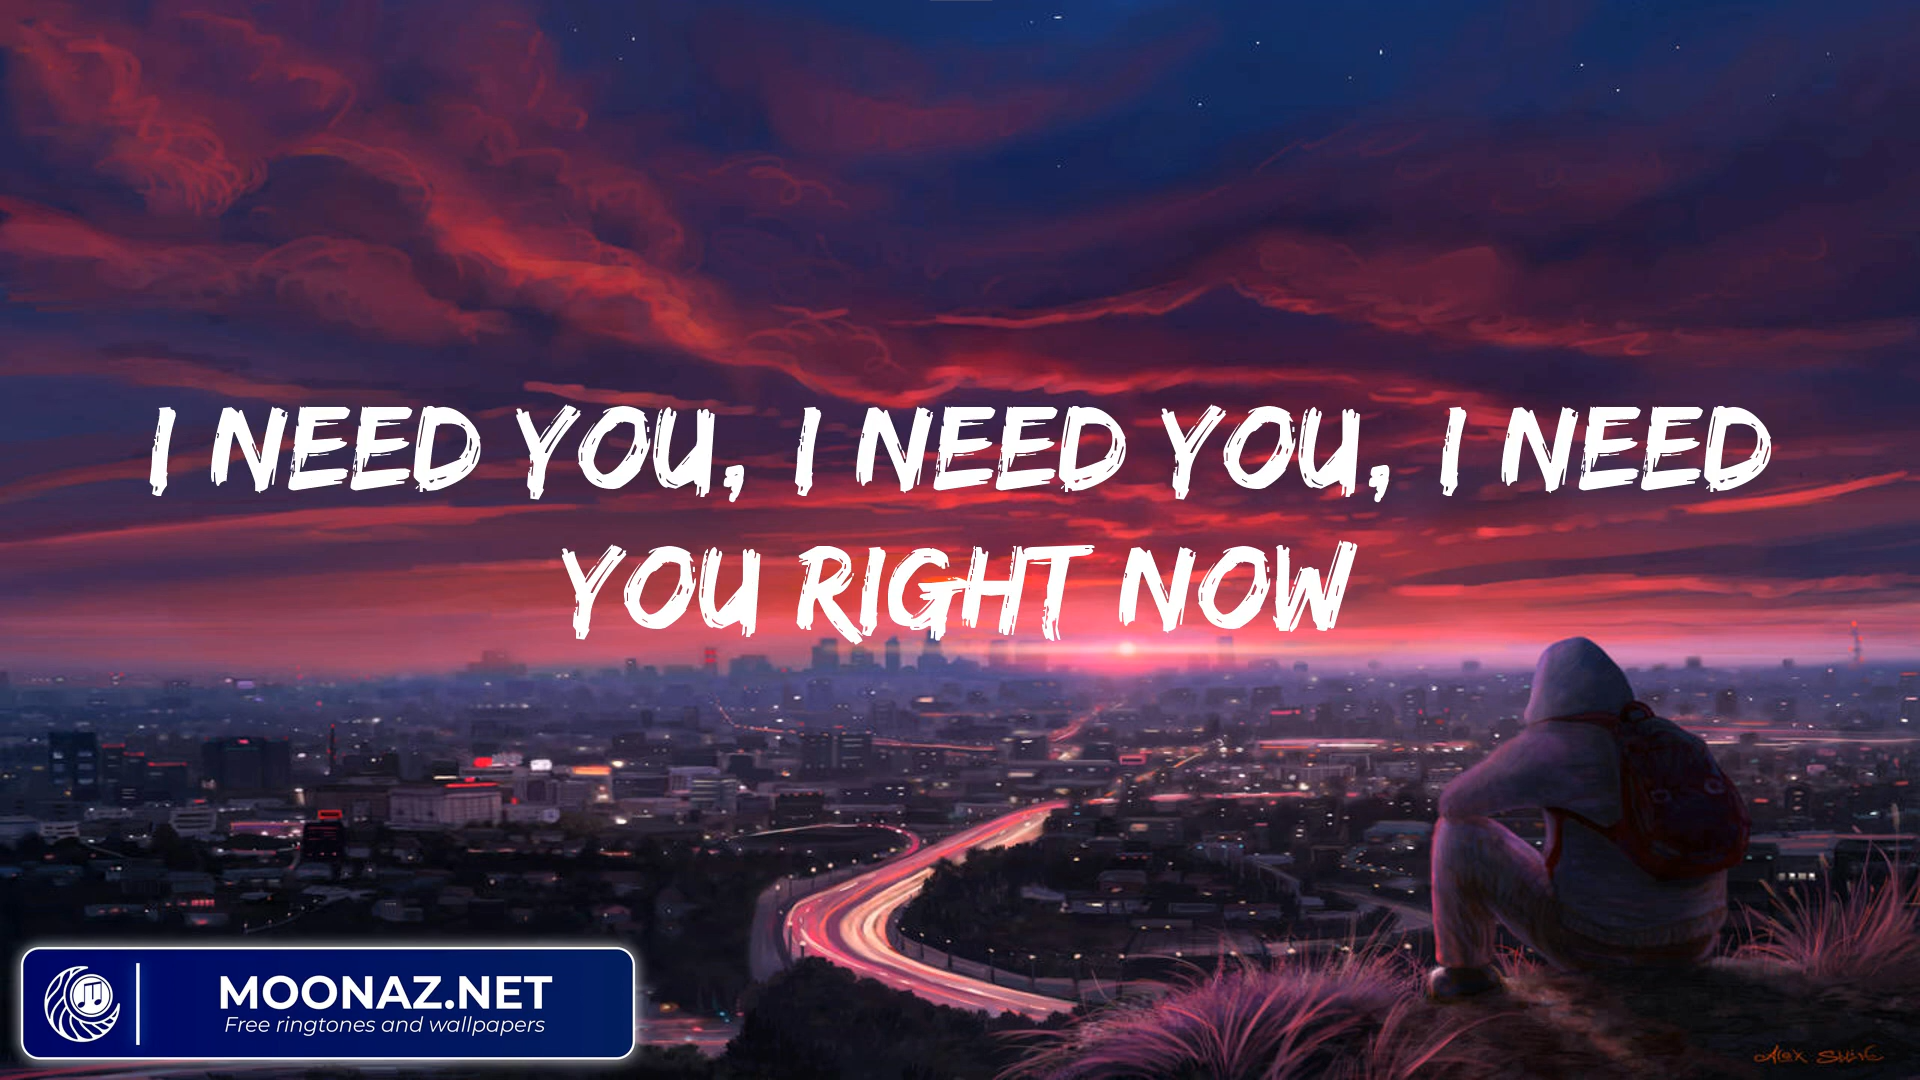 I NEED YOU, I NEED YOU, I NEED
YOU RIGHT NOW
MOONAZ.NET
Free ringtones and wallpapers